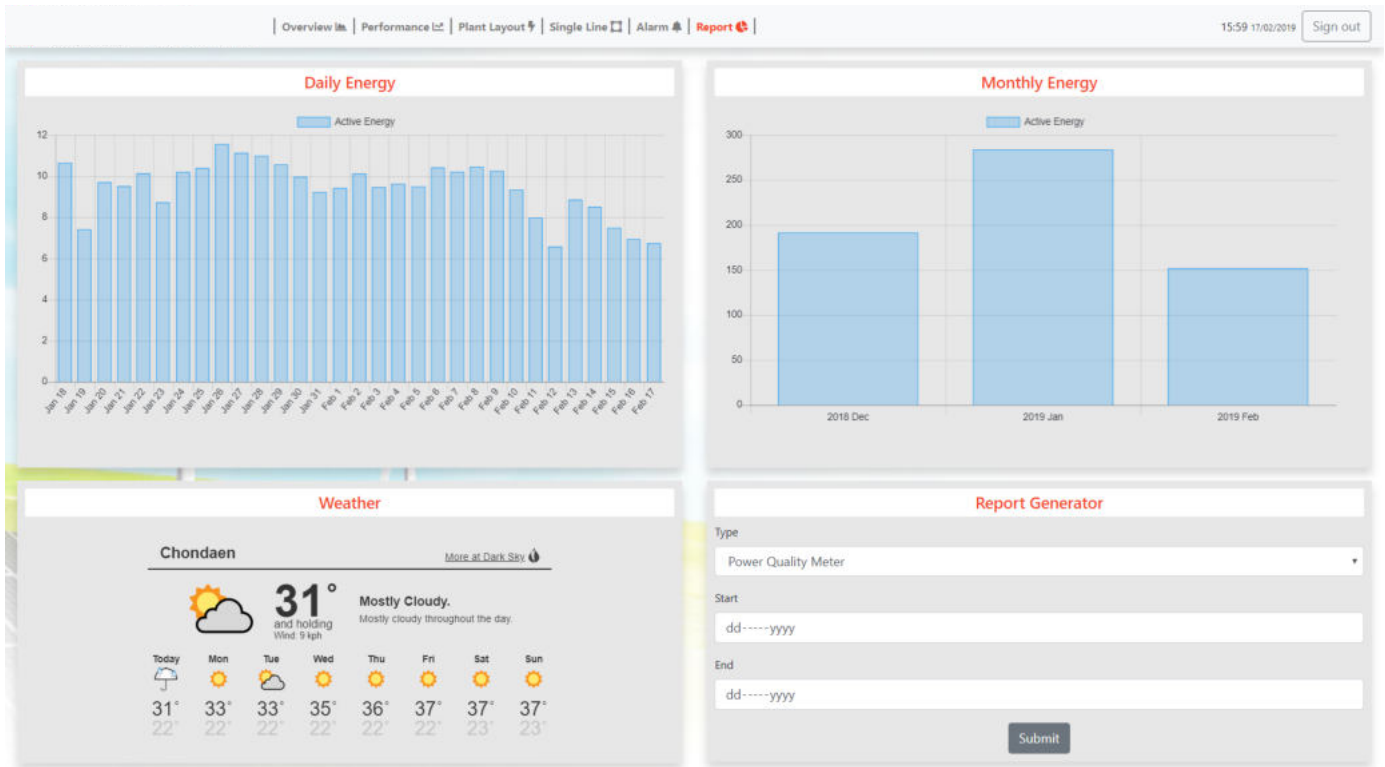 Overview
Performance
Plant Layout
Single Line
Alarm
Report
15:59 17/02/2019
Sign out
Daily Energy
Active Energy
12
10
8
6
4
2
0
Jan 18 Jan 19 Jan 20 Jan 21 Jan 22 Jan 23 Jan 24 Jan 25 Jan 26 Jan 27 Jan 28 Jan 29 Jan 30 Jan 31 Feb 1 Feb 2 Feb 3 Feb 4 Feb 5 Feb 6 Feb 7 Feb 8 Feb 9 Feb 10 Feb 11 Feb 12 Feb 13 Feb 14 Feb 15 Feb 16 Feb 17
Monthly Energy
Active Energy
300
250
200
150
100
50
0
2018 Dec 2019 Jan 2019 Feb
Weather
Chondaen
More at Dark Sky
31°
and holding
Wind: 9 kph
Mostly Cloudy.
Mostly cloudy throughout the day.
Today Mon Tue Wed Thu Fri Sat Sun
31° 33° 33° 35° 36° 37° 37° 37°
22° 22° 22° 22° 22° 22° 23° 23°
Report Generator
Type
Power Quality Meter
Start
dd-----yyyy
End
dd-----yyyy
Submit